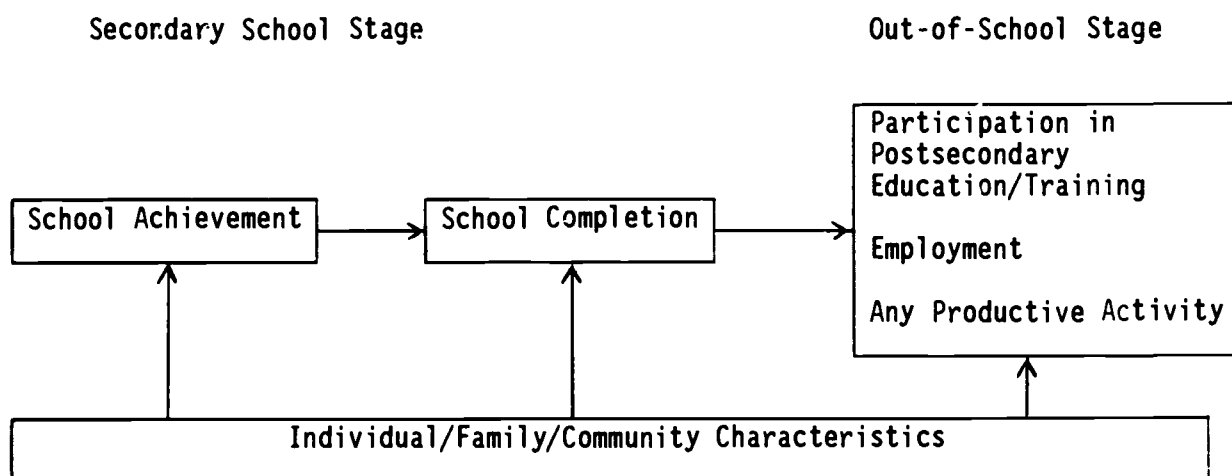 Secondary School Stage
Out-of-School Stage
Participation in
Postsecondary
Education/Training
School Achievement
School Completion
Employment
Any Productive Activity
Individual/Family/Community Characteristics